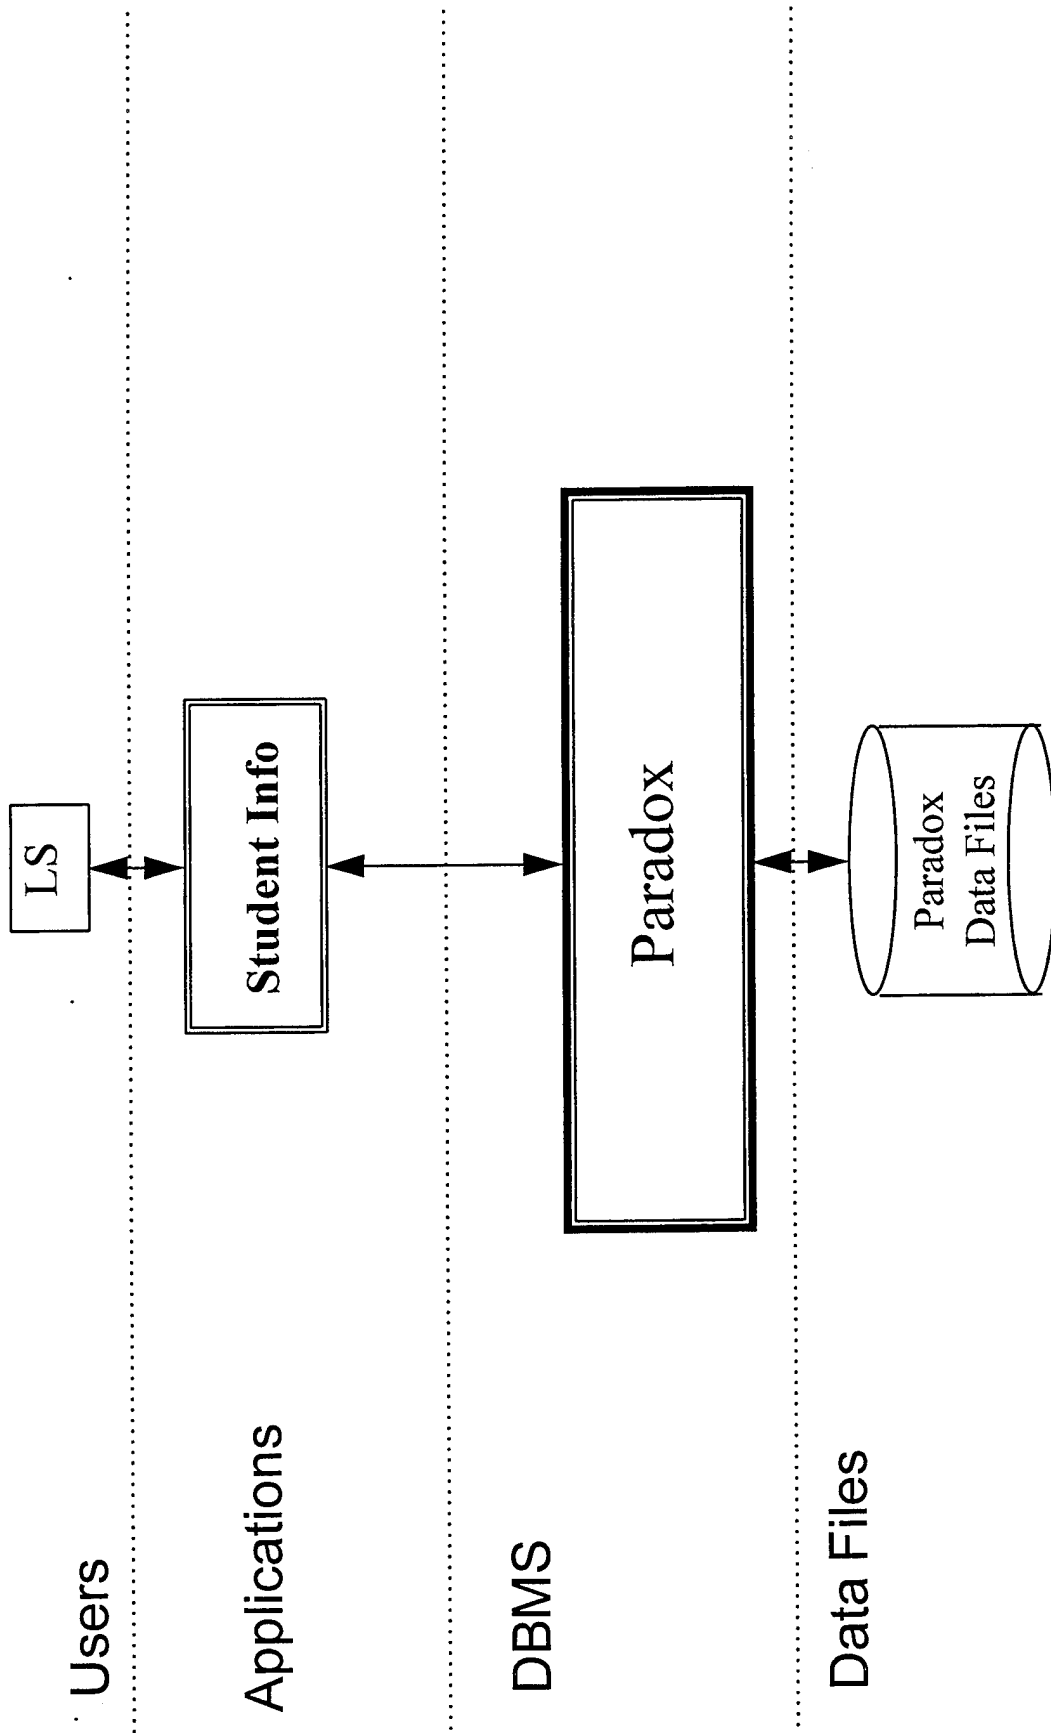 Users
LS
Applications
Student Info
DBMS
Paradox
Data Files
Paradox
Data Files